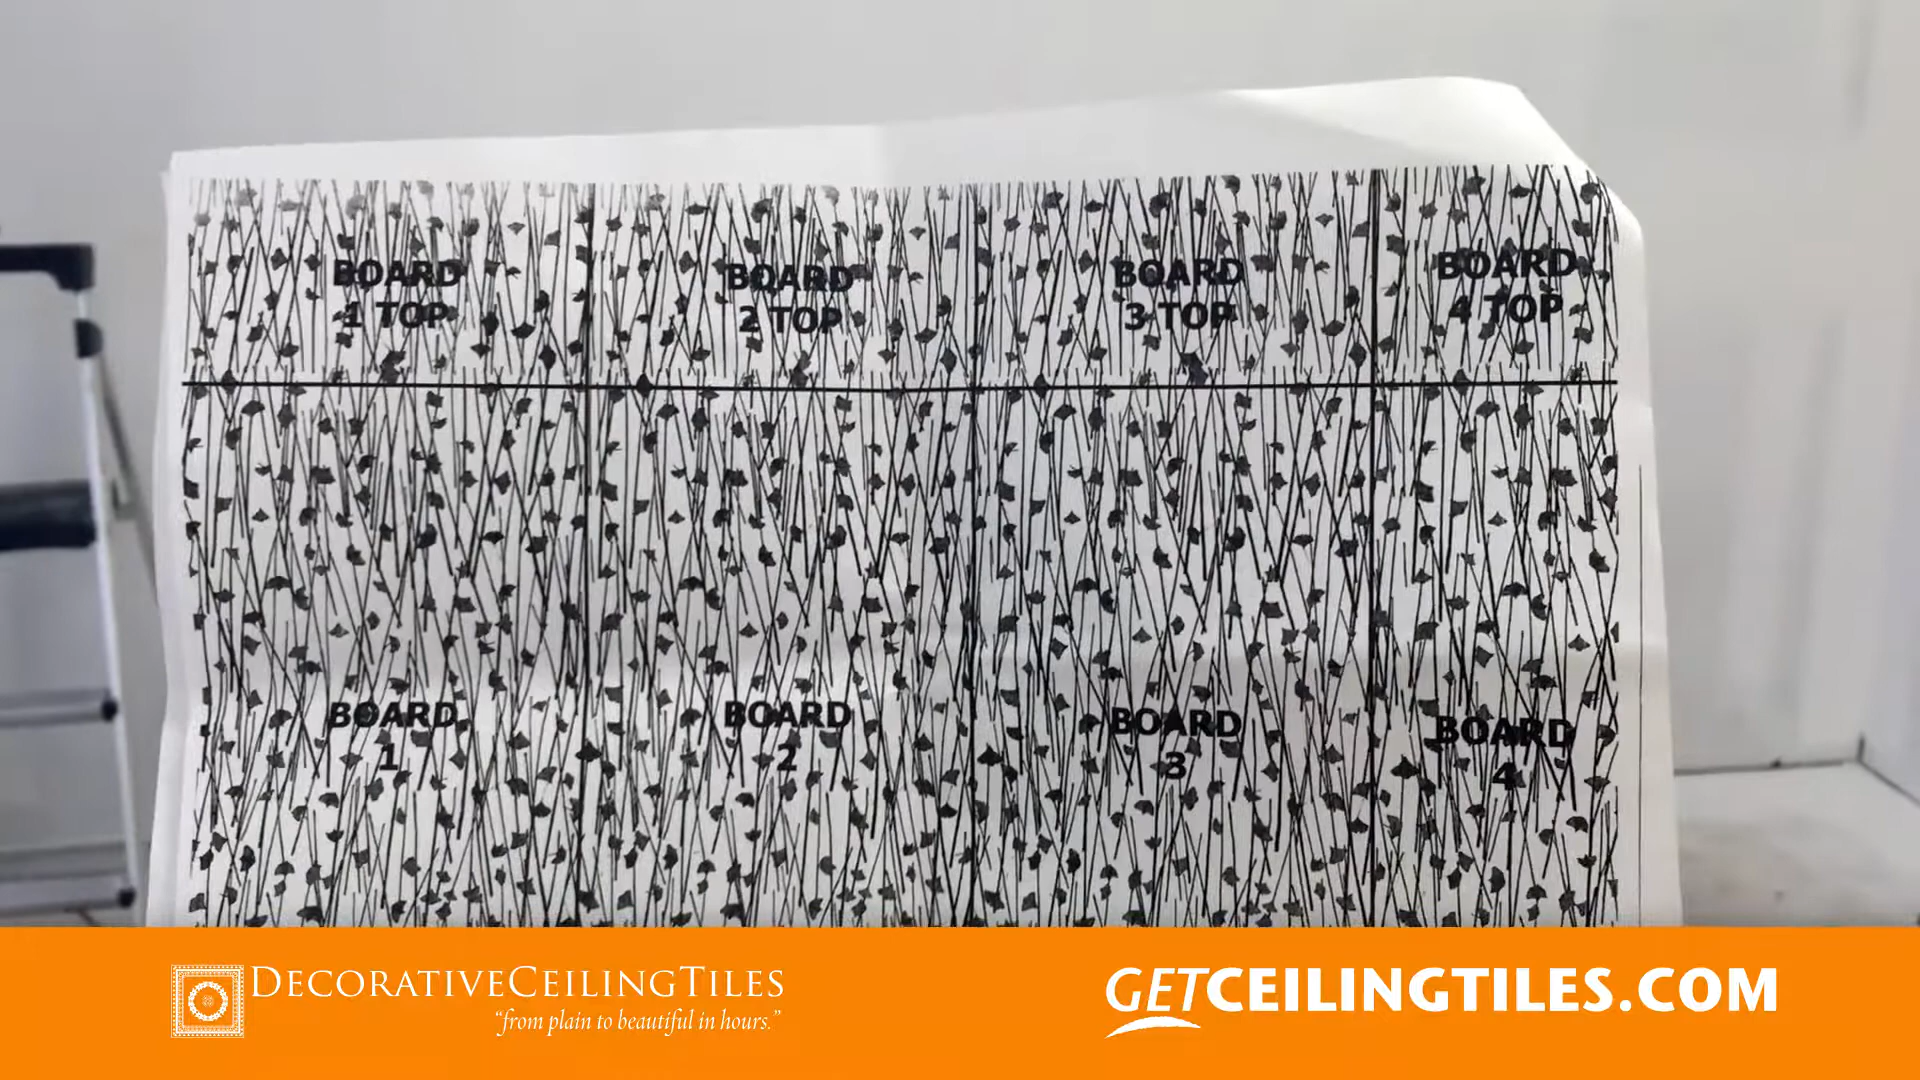 BOARD
1 TOP
BOARD
2 TOP
BOARD
3 TOP
BOARD
4 TOP
BOARD
1
BOARD
2
BOARD
3
BOARD
4
DECORATIVECEILINGTILES
“from plain to beautiful in hours.”
GETCEILINGTILES.COM